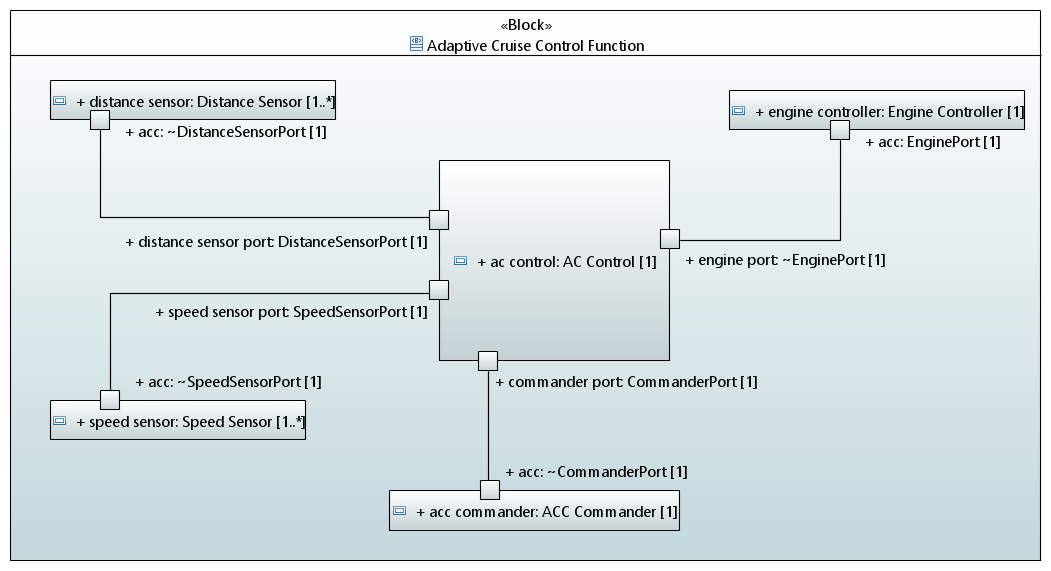 «Block»
Adaptive Cruise Control Function
+ distance sensor: Distance Sensor [1..*]
+ engine controller: Engine Controller [1]
+ acc: ~DistanceSensorPort [1]
+ acc: EnginePort [1]
+ distance sensor port: DistanceSensorPort [1]
+ ac control: AC Control [1]
+ engine port: ~EnginePort [1]
+ speed sensor port: SpeedSensorPort [1]
+ acc: ~SpeedSensorPort [1]
+ commander port: CommanderPort [1]
+ speed sensor: Speed Sensor [1..*]
+ acc: ~CommanderPort [1]
+ acc commander: ACC Commander [1]